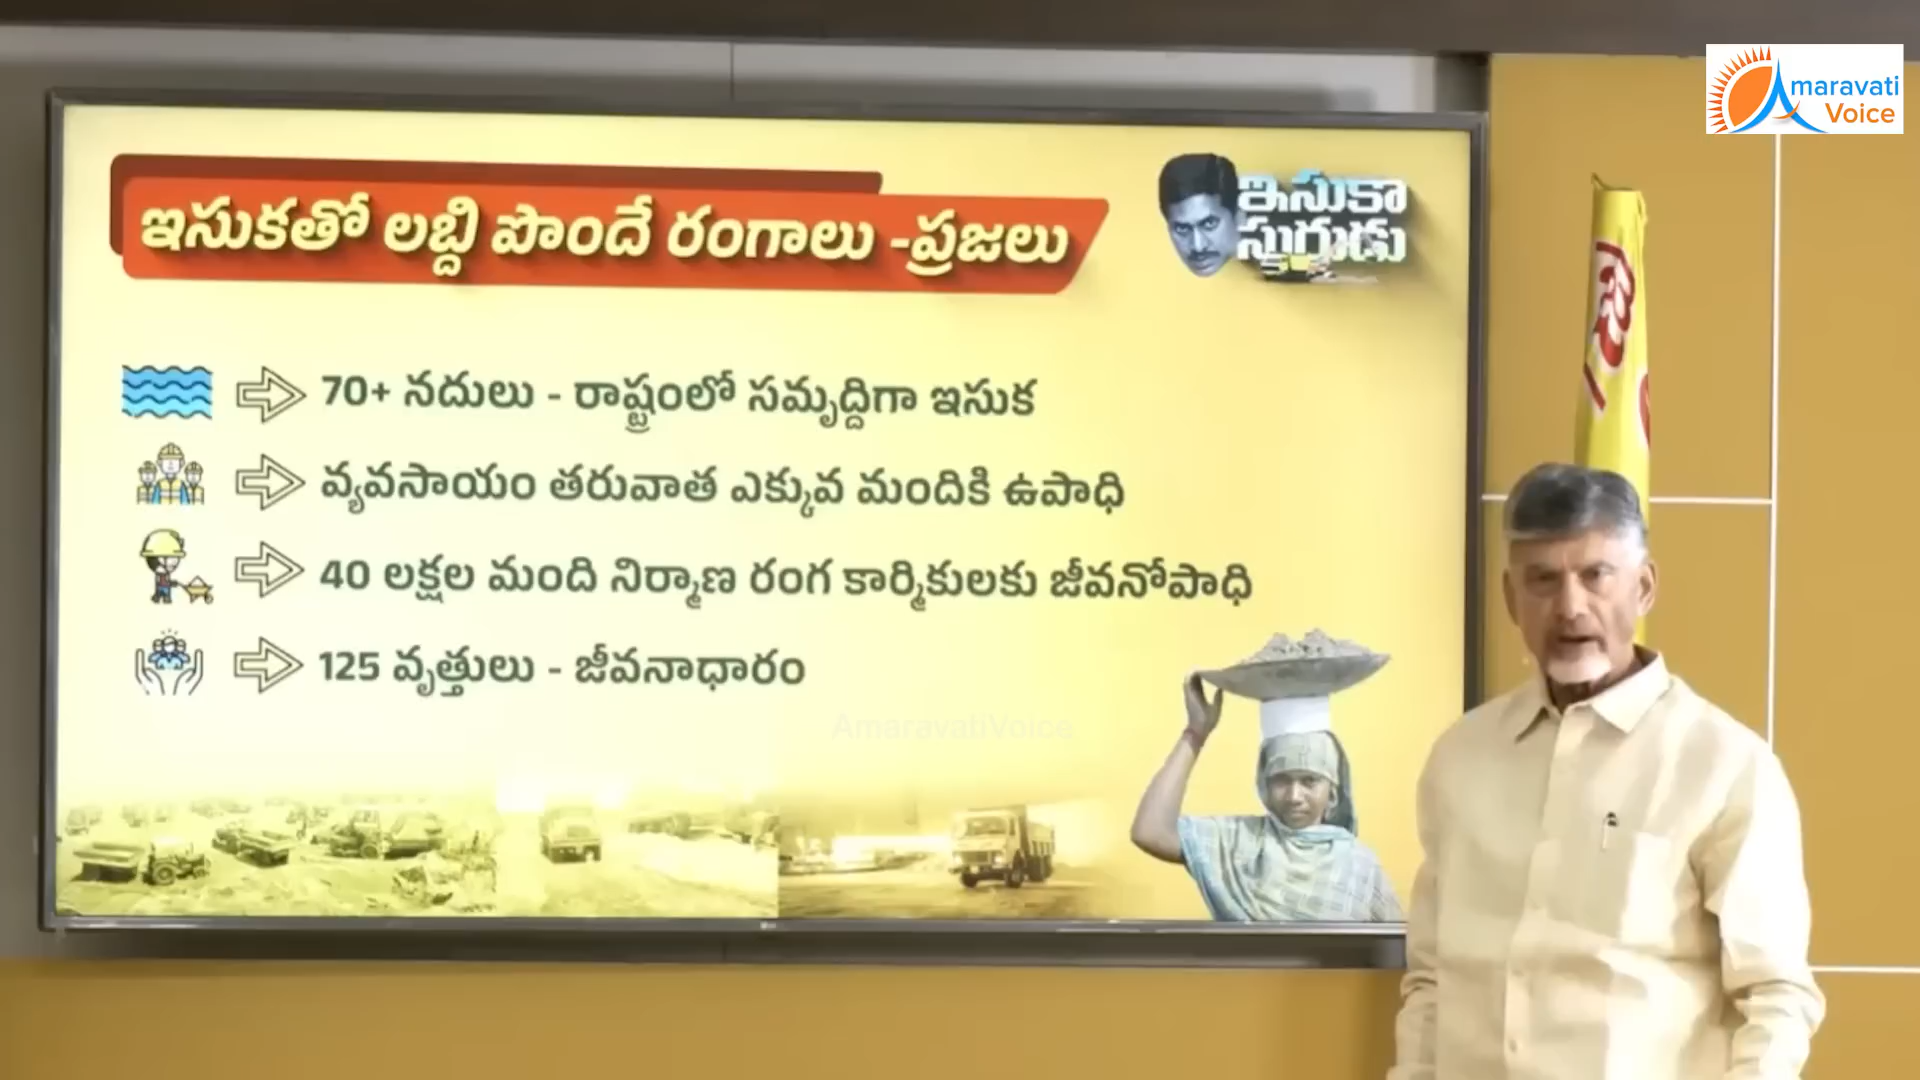 Amaravati
Voice
ఇసుకతో లబ్ది పొందే రంగాలు -ప్రజలు
ఇసుకా
సురుడు
70+ నదులు - రాష్ట్రంలో సమృద్దిగా ఇసుక
వ్యవసాయం తరువాత ఎక్కువ మందికి ఉపాధి
40 లక్షల మంది నిర్మాణ రంగ కార్మికులకు జీవనోపాధి
125 వృత్తులు - జీవనాధారం
AmaravatiVoice